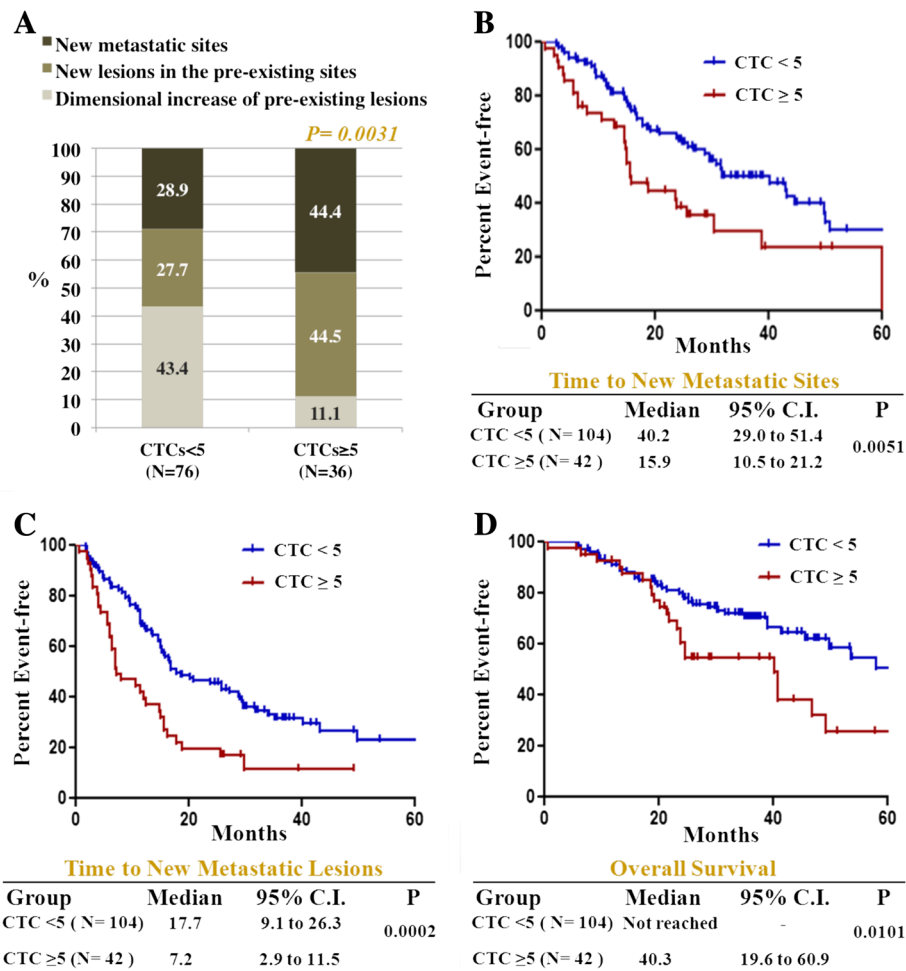 A
New metastatic sites
New lesions in the pre-existing sites
Dimensional increase of pre-existing lesions
P= 0.0031
100
90
80
70
60
50
40
30
20
10
0
%
28.9
27.7
43.4
44.4
44.5
11.1
CTCs<5
(N=76)
CTCs≥5
(N=36)
B
CTC < 5
CTC ≥ 5
Percent Event-free
100
80
60
40
20
0
0 20 40 60
Months
Time to New Metastatic Sites
Group Median 95% C.I. P
CTC <5 ( N= 104) 40.2 29.0 to 51.4 0.0051
CTC ≥5 (N= 42 ) 15.9 10.5 to 21.2
C
CTC < 5
CTC ≥ 5
Percent Event-free
100
80
60
40
20
0
0 20 40 60
Months
Time to New Metastatic Lesions
Group Median 95% C.I. P
CTC <5 ( N= 104) 17.7 9.1 to 26.3 0.0002
CTC ≥5 (N= 42 ) 7.2 2.9 to 11.5
D
CTC < 5
CTC ≥ 5
Percent Event-free
100
80
60
40
20
0
0 20 40 60
Months
Overall Survival
Group Median 95% C.I. P
CTC <5 ( N= 104) Not reached - 0.0101
CTC ≥5 (N= 42 ) 40.3 19.6 to 60.9